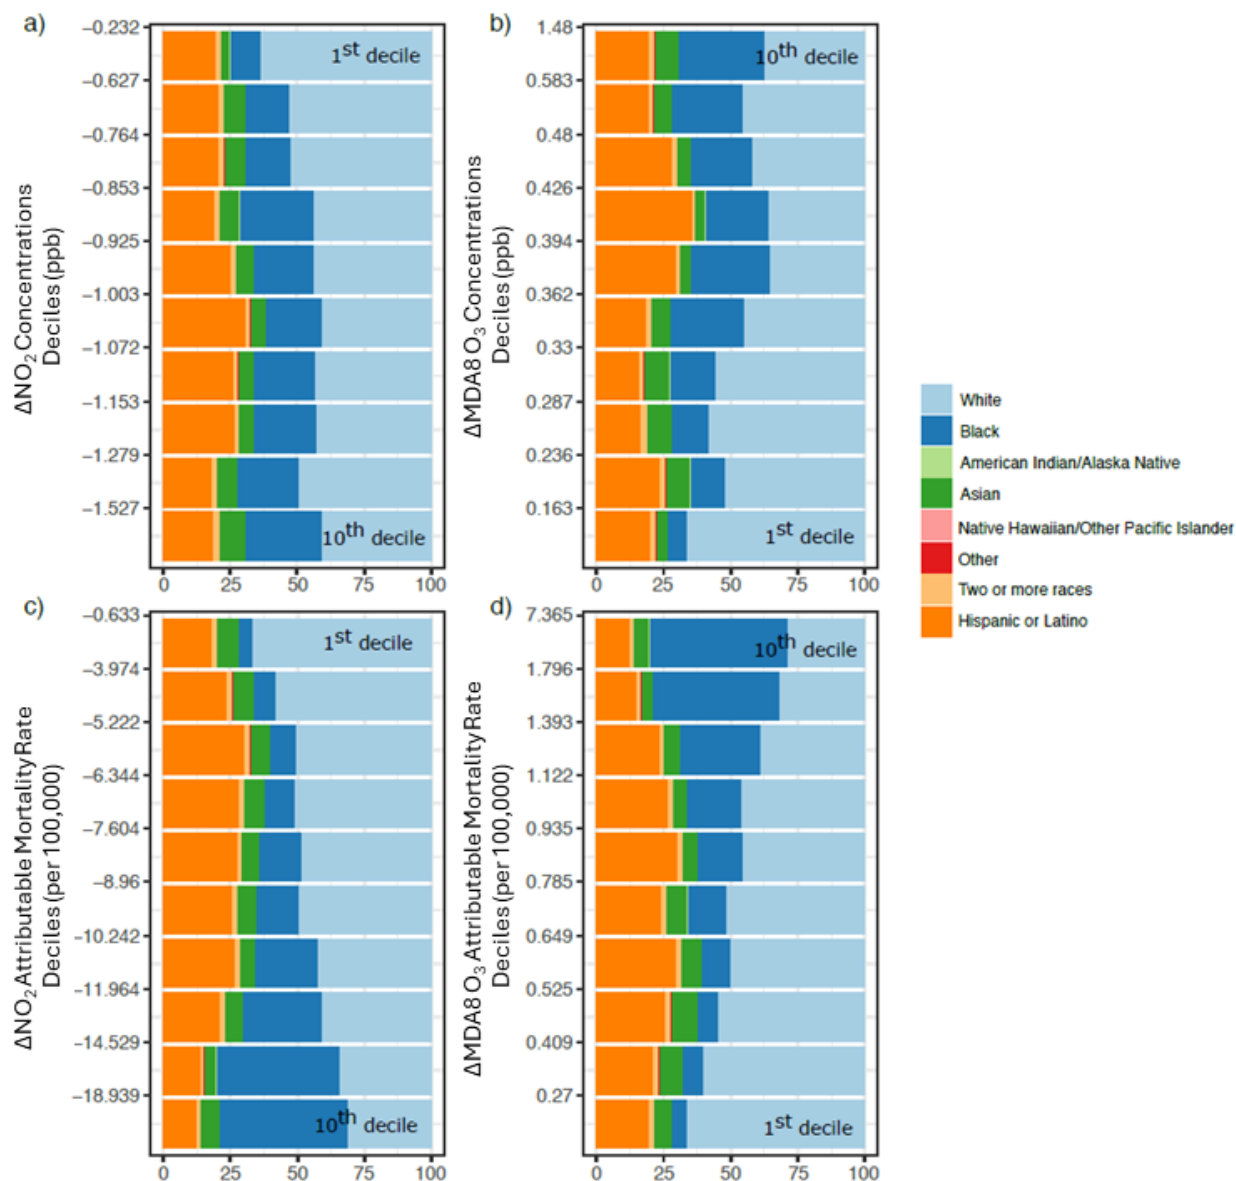 a)
ΔNO₂ Concentrations
Deciles (ppb)
−0.232
−0.627
−0.764
−0.853
−0.925
−1.003
−1.072
−1.153
−1.279
−1.527
1st decile
10th decile
0 25 50 75 100
b)
ΔMDA8 O₃ Concentrations
Deciles (ppb)
1.48
0.583
0.48
0.426
0.394
0.362
0.33
0.287
0.236
0.163
10th decile
1st decile
0 25 50 75 100
White
Black
American Indian/Alaska Native
Asian
Native Hawaiian/Other Pacific Islander
Other
Two or more races
Hispanic or Latino
c)
ΔNO₂ Attributable Mortality Rate
Deciles (per 100,000)
−0.633
−3.974
−5.222
−6.344
−7.604
−8.96
−10.242
−11.964
−14.529
−18.939
1st decile
10th decile
0 25 50 75 100
d)
ΔMDA8 O₃ Attributable Mortality Rate
Deciles (per 100,000)
7.365
1.796
1.393
1.122
0.935
0.785
0.649
0.525
0.409
0.27
10th decile
1st decile
0 25 50 75 100